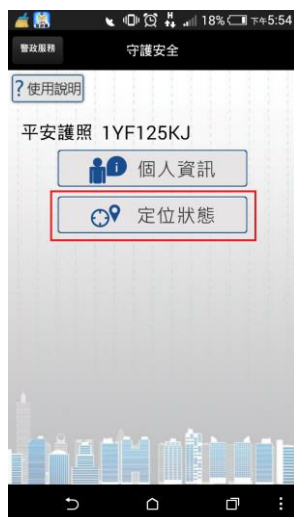 18% 下午5:54
警政服務 守護安全
?使用說明
平安護照 1YF125KJ
個人資訊
定位狀態